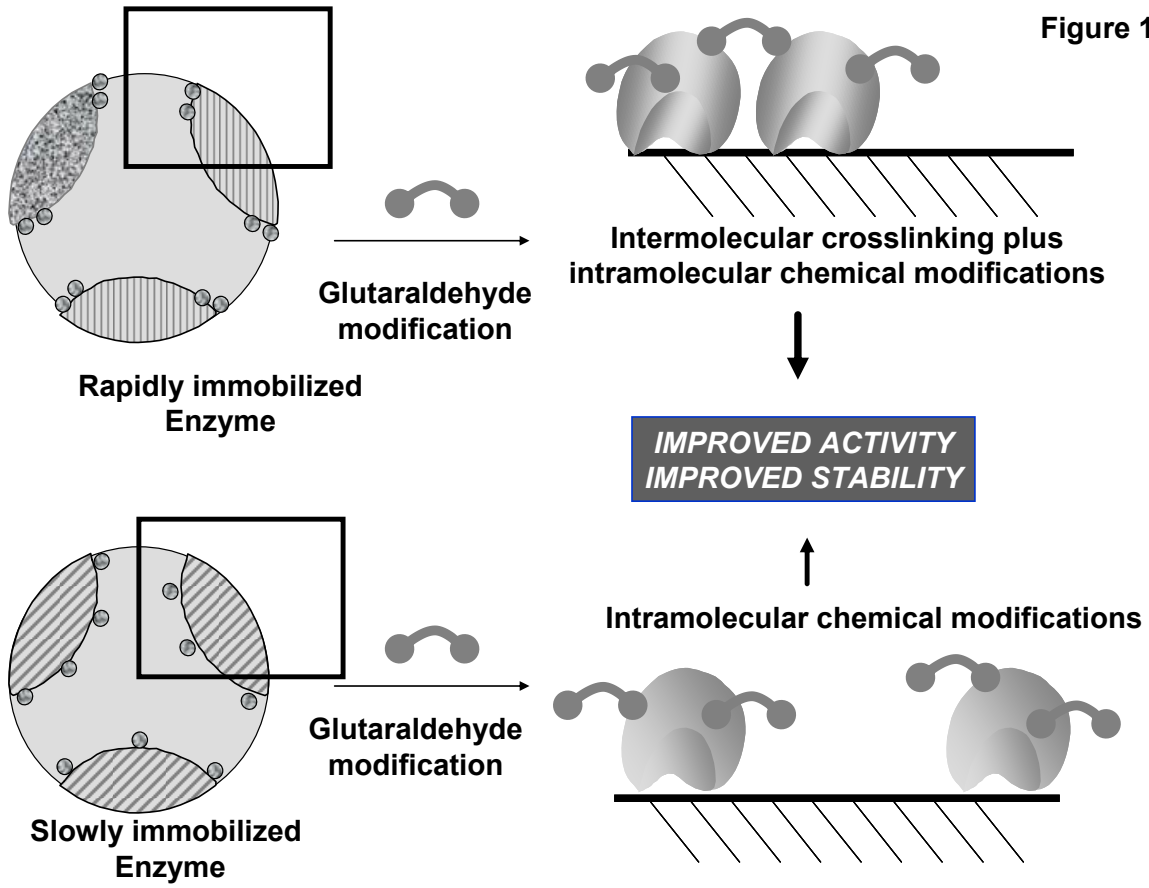 Figure 1
Intermolecular crosslinking plus
intramolecular chemical modifications
Glutaraldehyde
modification
Rapidly immobilized
Enzyme
IMPROVED ACTIVITY
IMPROVED STABILITY
Intramolecular chemical modifications
Glutaraldehyde
modification
Slowly immobilized
Enzyme